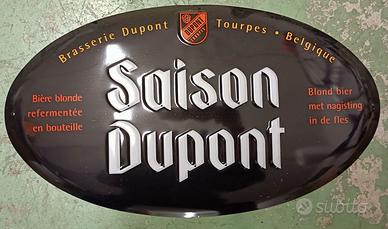 Brasserie Dupont Tourpes • Belgique
DUPONT
Saison
Dupont
Bière blonde
refermentée
en bouteille
Blond bier
met nagisting
in de fles
subito